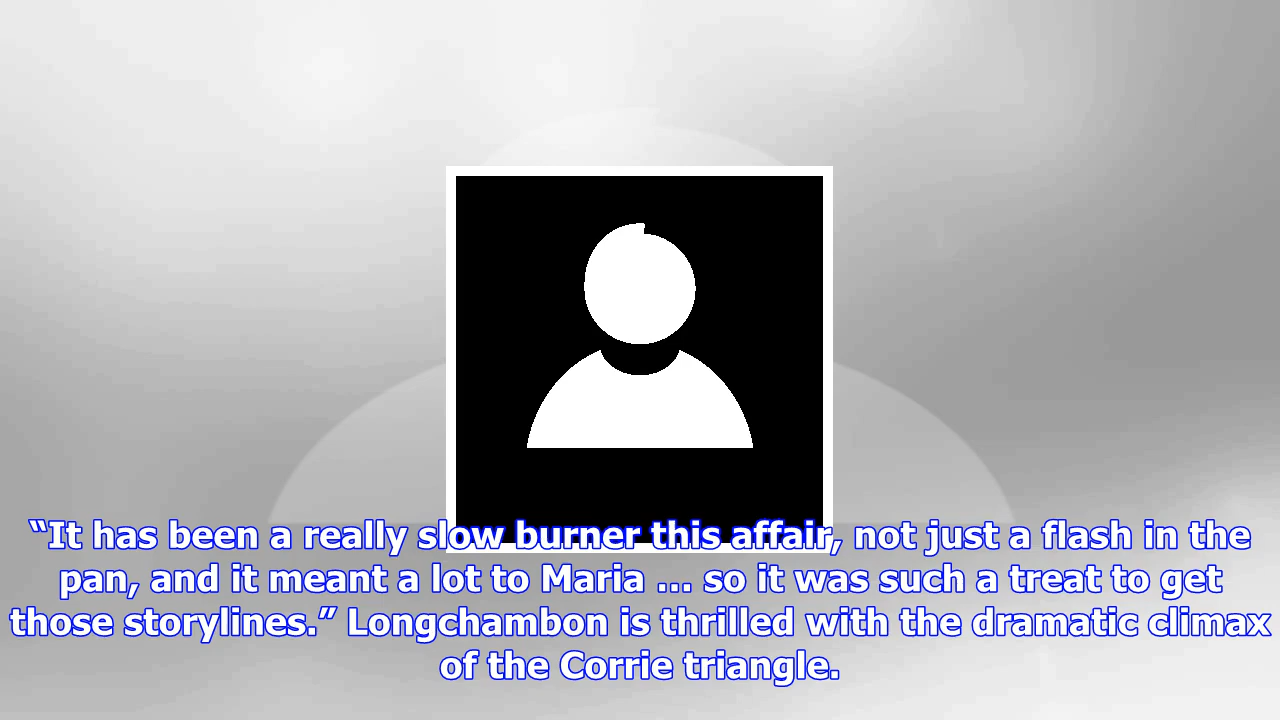 “It has been a really slow burner this affair, not just a flash in the
pan, and it meant a lot to Maria ... so it was such a treat to get
those storylines.” Longchambon is thrilled with the dramatic climax
of the Corrie triangle.